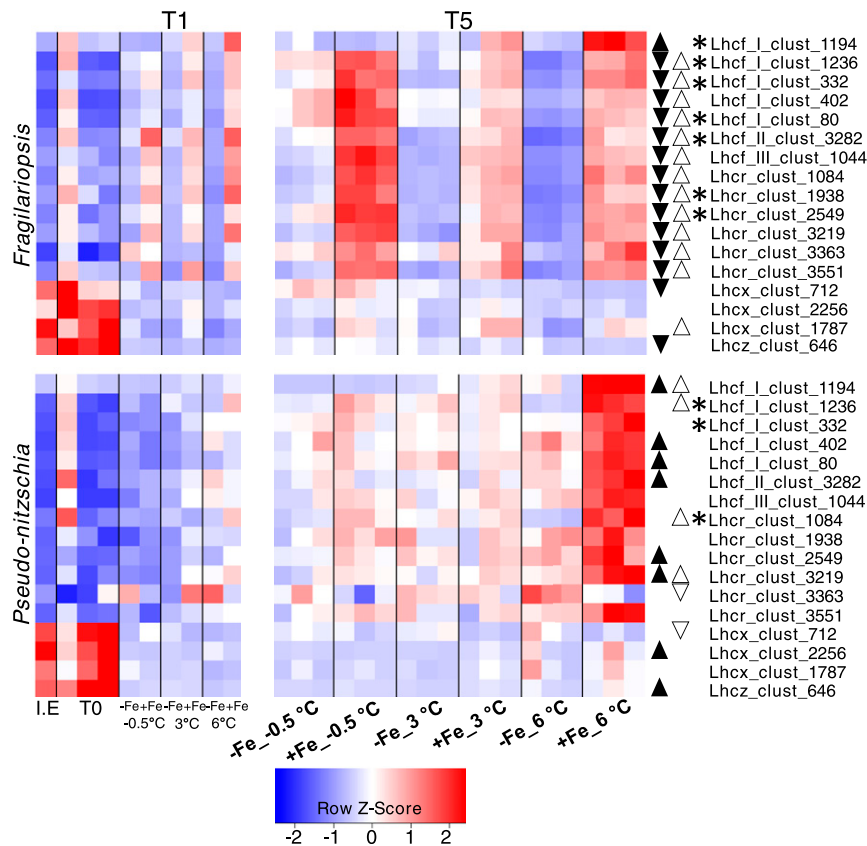 T1
T5
Fragilariopsis
*Lhcf_I_clust_1194
*Lhcf_I_clust_1236
*Lhcf_I_clust_332
Lhcf_I_clust_402
*Lhcf_I_clust_80
*Lhcf_II_clust_3282
Lhcf_III_clust_1044
Lhcr_clust_1084
*Lhcr_clust_1938
*Lhcr_clust_2549
Lhcr_clust_3219
Lhcr_clust_3363
Lhcr_clust_3551
Lhcx_clust_712
Lhcx_clust_2256
Lhcx_clust_1787
Lhcz_clust_646
Pseudo-nitzschia
Lhcf_I_clust_1194
*Lhcf_I_clust_1236
*Lhcf_I_clust_332
Lhcf_I_clust_402
Lhcf_I_clust_80
Lhcf_II_clust_3282
Lhcf_III_clust_1044
*Lhcr_clust_1084
Lhcr_clust_1938
Lhcr_clust_2549
Lhcr_clust_3219
Lhcr_clust_3363
Lhcr_clust_3551
Lhcx_clust_712
Lhcx_clust_2256
Lhcx_clust_1787
Lhcz_clust_646
I.E T0 -Fe+Fe -Fe+Fe -Fe+Fe
-0.5°C 3°C 6°C
-Fe_-0.5 °C
+Fe_-0.5 °C
-Fe_3 °C
+Fe_3 °C
-Fe_6 °C
+Fe_6 °C
Row Z-Score
-2 -1 0 1 2